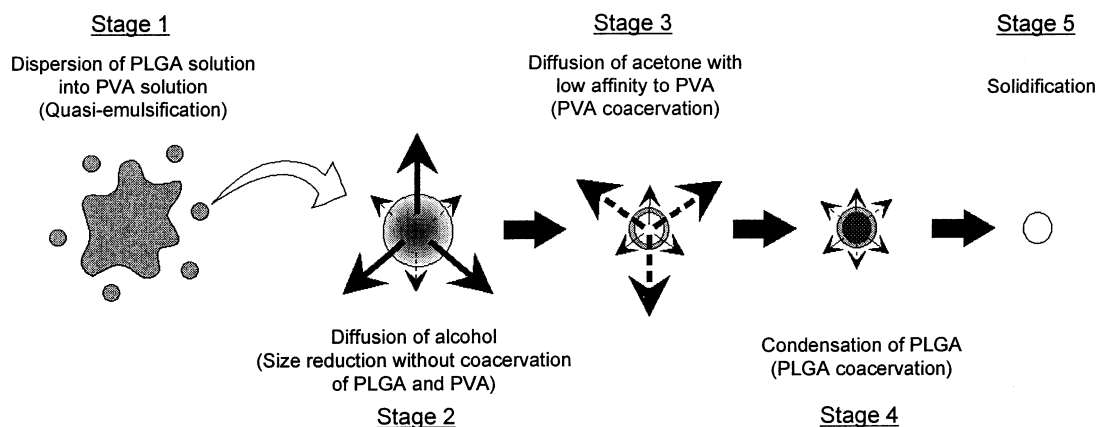 Stage 1
Dispersion of PLGA solution
into PVA solution
(Quasi-emulsification)
Diffusion of alcohol
(Size reduction without coacervation
of PLGA and PVA)
Stage 2
Stage 3
Diffusion of acetone with
low affinity to PVA
(PVA coacervation)
Condensation of PLGA
(PLGA coacervation)
Stage 4
Stage 5
Solidification